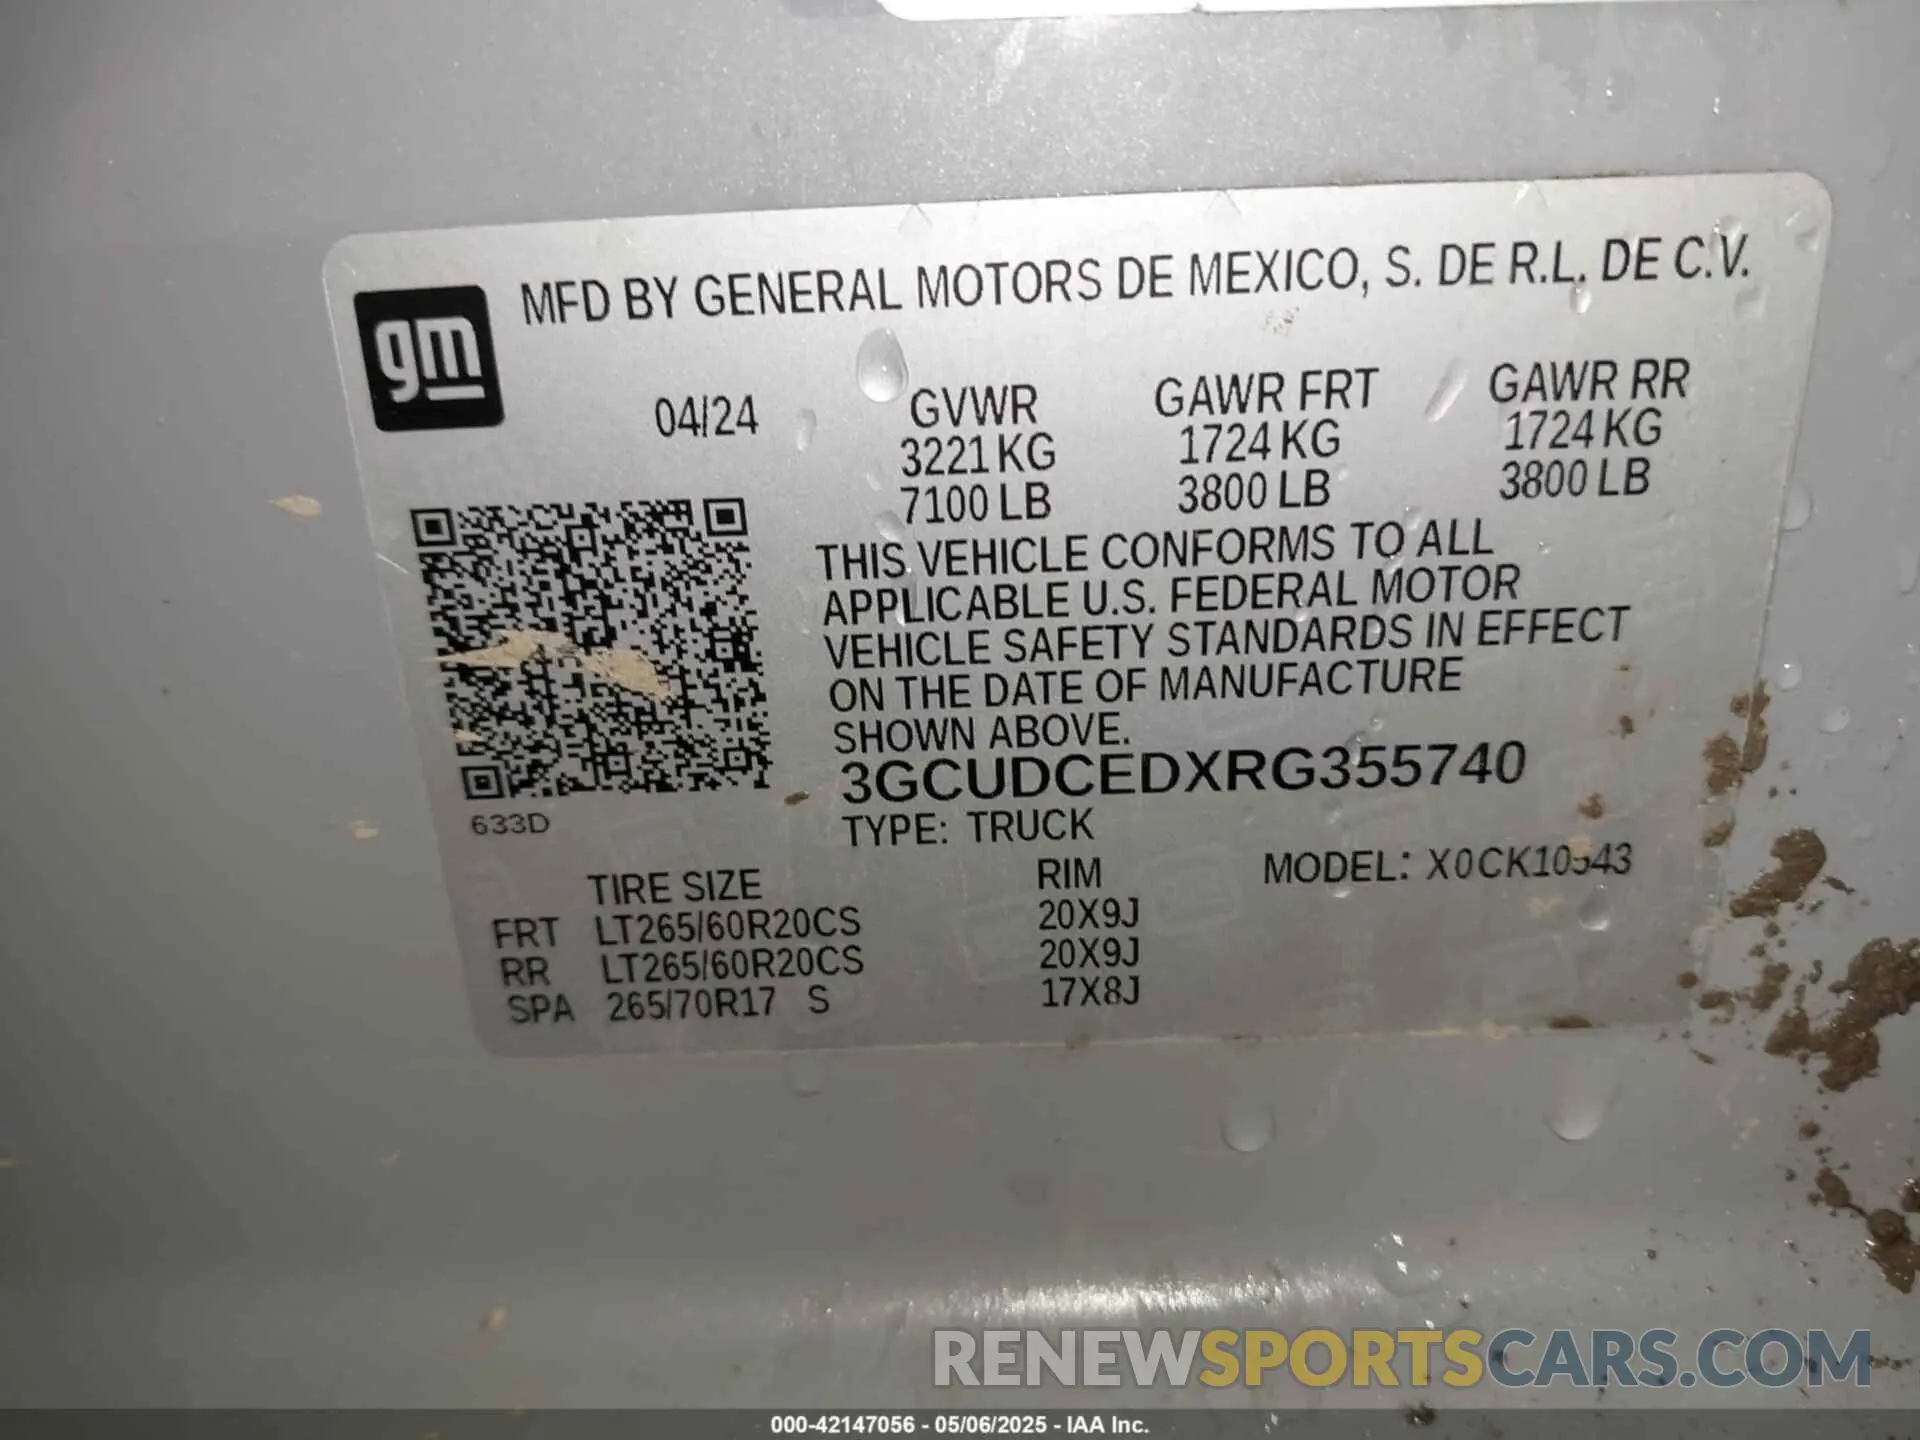 gm
MFD BY GENERAL MOTORS DE MEXICO, S. DE R.L. DE C.V.
04/24
GVWR GAWR FRT GAWR RR
3221 KG 1724 KG 1724 KG
7100 LB 3800 LB 3800 LB
THIS VEHICLE CONFORMS TO ALL
APPLICABLE U.S. FEDERAL MOTOR
VEHICLE SAFETY STANDARDS IN EFFECT
ON THE DATE OF MANUFACTURE
SHOWN ABOVE.
3GCUDCEDXRG355740
633D
TYPE: TRUCK
TIRE SIZE RIM MODEL: X0CK10543
FRT LT265/60R20CS 20X9J
RR LT265/60R20CS 20X9J
SPA 265/70R17 S 17X8J
RENEWSPORTSCARS.COM
000-42147056 - 05/06/2025 - IAA Inc.